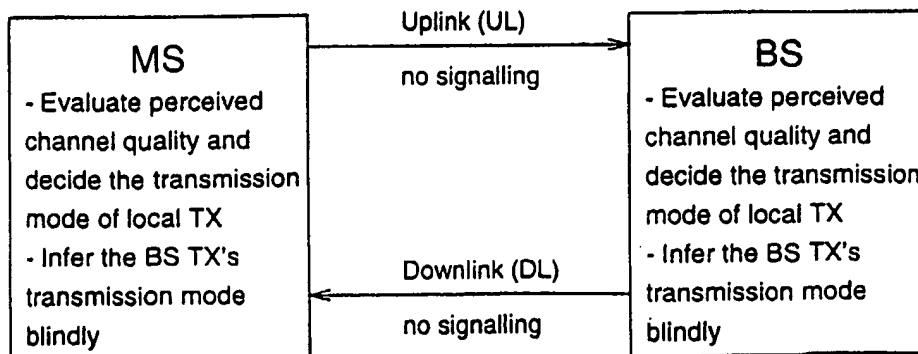 MS
- Evaluate perceived
channel quality and
decide the transmission
mode of local TX
- Infer the BS TX's
transmission mode
blindly
Uplink (UL)
no signalling
Downlink (DL)
no signalling
BS
- Evaluate perceived
channel quality and
decide the transmission
mode of local TX
- Infer the BS TX's
transmission mode
blindly